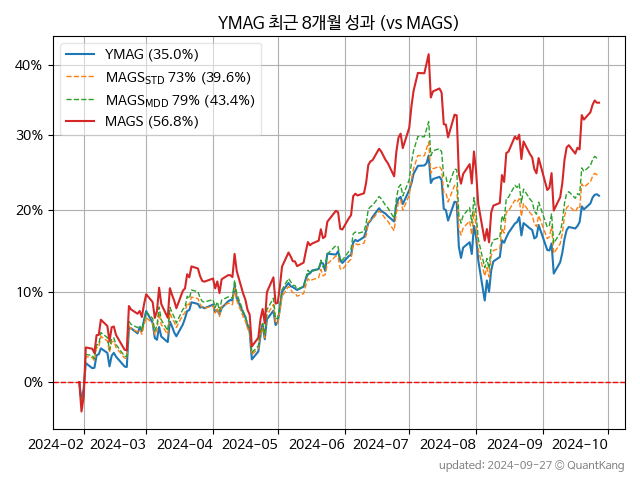 YMAG 최근 8개월 성과 (vs MAGS)
YMAG (35.0%)
MAGS_STD 73% (39.6%)
MAGS_MDD 79% (43.4%)
MAGS (56.8%)
40%
30%
20%
10%
0%
2024-02 2024-03 2024-04 2024-05 2024-06 2024-07 2024-08 2024-09 2024-10
updated: 2024-09-27 © QuantKang